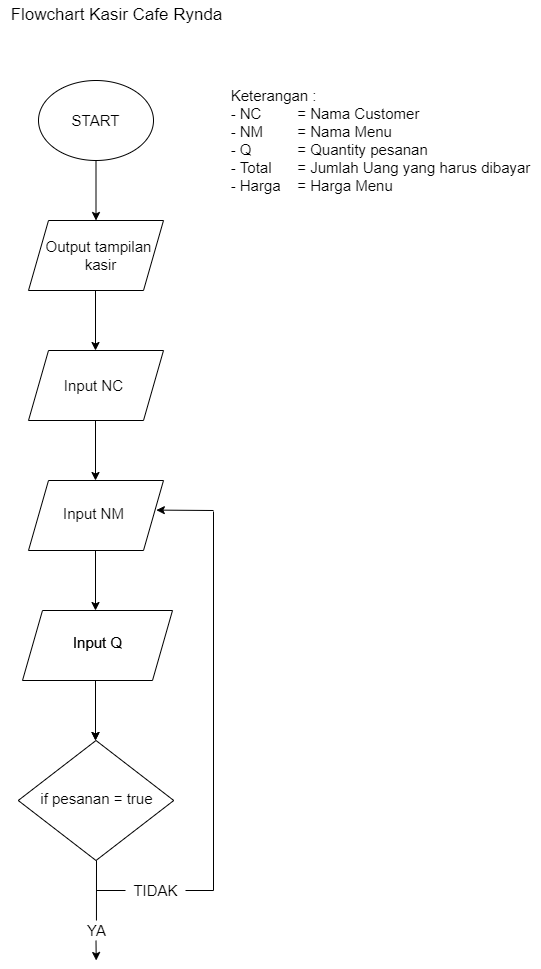 Flowchart Kasir Cafe Rynda
START
Keterangan :
- NC = Nama Customer
- NM = Nama Menu
- Q = Quantity pesanan
- Total = Jumlah Uang yang harus dibayar
- Harga = Harga Menu
Output tampilan
kasir
Input NC
Input NM
Input Q
if pesanan = true
TIDAK
YA